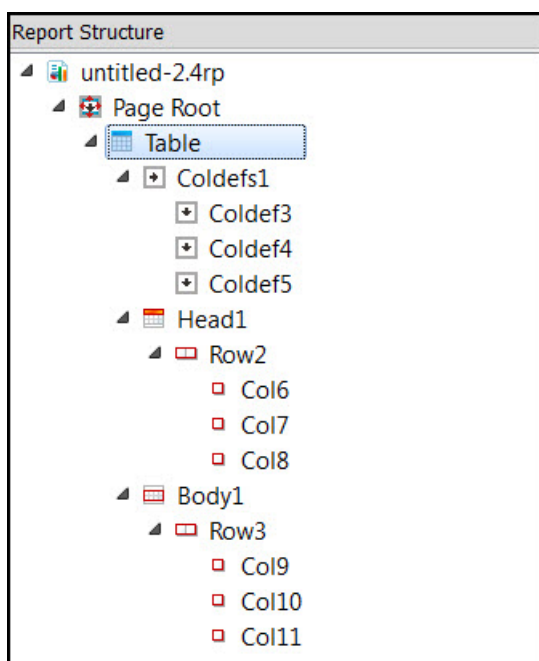 Report Structure
untitled-2.4rp
Page Root
Table
Coldefs1
Coldef3
Coldef4
Coldef5
Head1
Row2
Col6
Col7
Col8
Body1
Row3
Col9
Col10
Col11